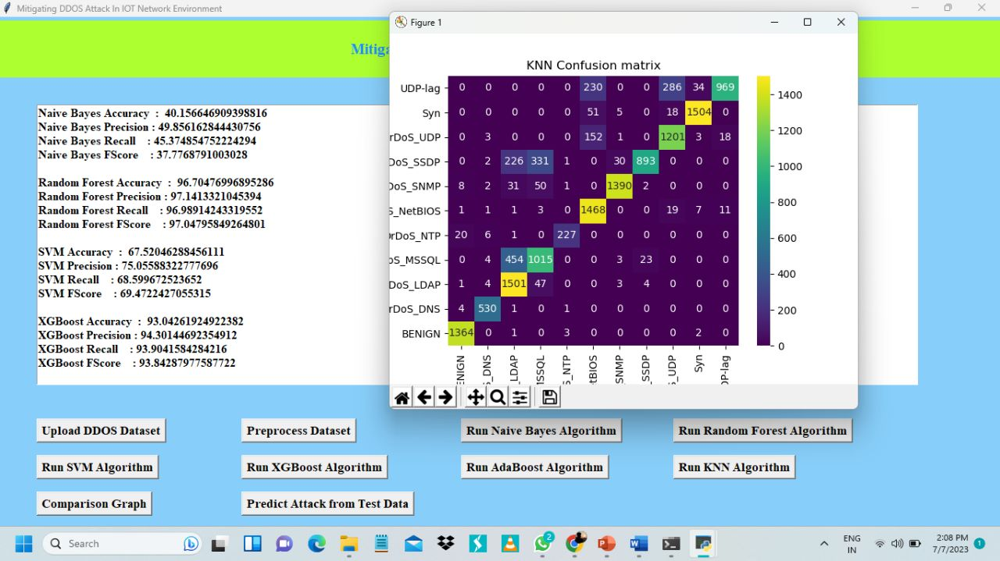 Mitigating DDOS Attack In IOT Network Environment
Figure 1
Mitiga
Naive Bayes Accuracy : 40.156646909398816
Naive Bayes Precision : 49.856162844430756
Naive Bayes Recall : 45.374854752224294
Naive Bayes FScore : 37.7768791003028
Random Forest Accuracy : 96.70476996895286
Random Forest Precision : 97.1413321045394
Random Forest Recall : 96.98914243319552
Random Forest FScore : 97.04795849264801
SVM Accuracy : 67.52046288456111
SVM Precision : 75.05588322777696
SVM Recall : 68.599672523652
SVM FScore : 69.4722427055315
XGBoost Accuracy : 93.04261924922382
XGBoost Precision : 94.30144692354912
XGBoost Recall : 93.9041584284216
XGBoost FScore : 93.84287977587722
KNN Confusion matrix
UDP-lag 0 0 0 0 0 230 0 0 286 34 969
Syn 0 0 0 0 0 51 5 0 18 1504 0
rDoS_UDP 0 3 0 0 0 152 1 0 1201 3 18
DoS_SSDP 0 2 226 331 1 0 30 893 0 0 0
DoS_SNMP 8 2 31 50 1 0 1390 2 0 0 0
S_NetBIOS 1 1 1 3 0 1468 0 0 19 7 11
rDoS_NTP 20 6 1 0 227 0 0 0 0 0 0
oS_MSSQL 0 4 454 1015 0 0 3 23 0 0 0
DoS_LDAP 1 4 1501 47 0 0 3 4 0 0 0
rDoS_DNS 4 530 1 0 1 0 0 0 0 0 0
BENIGN 1364 0 1 0 3 0 0 0 0 2 0
ENIGN
S_DNS
_LDAP
MSSQL
S_NTP
tBIOS
SNMP
SSDP
S_UDP
Syn
DP-lag
1400
1200
1000
800
600
400
200
0
Upload DDOS Dataset
Preprocess Dataset
Run Naive Bayes Algorithm
Run Random Forest Algorithm
Run SVM Algorithm
Run XGBoost Algorithm
Run AdaBoost Algorithm
Run KNN Algorithm
Comparison Graph
Predict Attack from Test Data
Search
2
ENG
IN
2:08 PM
7/7/2023
1